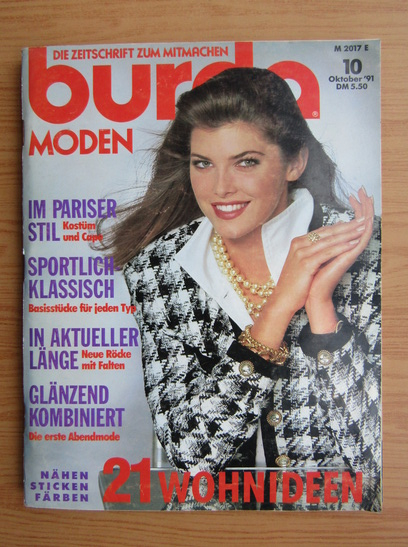 DIE ZEITSCHRIFT ZUM MITMACHEN
M 2017 E
burda
®
10
Oktober '91
DM 5.50
MODEN
IM PARISER
STIL Kostüm
und Cape
SPORTLICH
KLASSISCH
Basisstücke für jeden Typ
IN AKTUELLER
LÄNGE Neue Röcke
mit Falten
GLÄNZEND
KOMBINIERT
Die erste Abendmode
NÄHEN
STICKEN
FÄRBEN
21 WOHNIDEEN